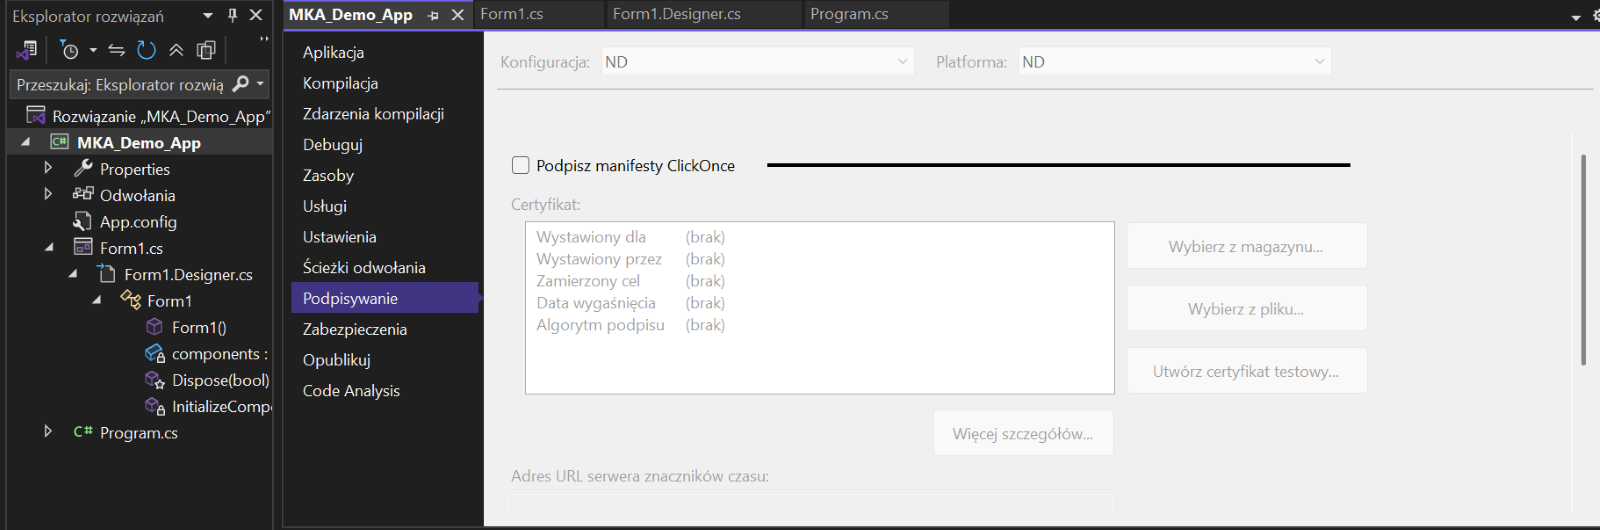 Eksplorator rozwiązań
Przeszukaj: Eksplorator rozwią
Rozwiązanie „MKA_Demo_App”
C# MKA_Demo_App
Properties
Odwołania
App.config
Form1.cs
Form1.Designer.cs
Form1
Form1()
components :
Dispose(bool)
InitializeCompo
C# Program.cs
MKA_Demo_App
Form1.cs
Form1.Designer.cs
Program.cs
Aplikacja
Kompilacja
Zdarzenia kompilacji
Debuguj
Zasoby
Usługi
Ustawienia
Ścieżki odwołania
Podpisywanie
Zabezpieczenia
Opublikuj
Code Analysis
Konfiguracja: ND
Platforma: ND
Podpisz manifesty ClickOnce
Certyfikat:
Wystawiony dla (brak)
Wystawiony przez (brak)
Zamierzony cel (brak)
Data wygaśnięcia (brak)
Algorytm podpisu (brak)
Wybierz z magazynu...
Wybierz z pliku...
Utwórz certyfikat testowy...
Więcej szczegółów...
Adres URL serwera znaczników czasu: